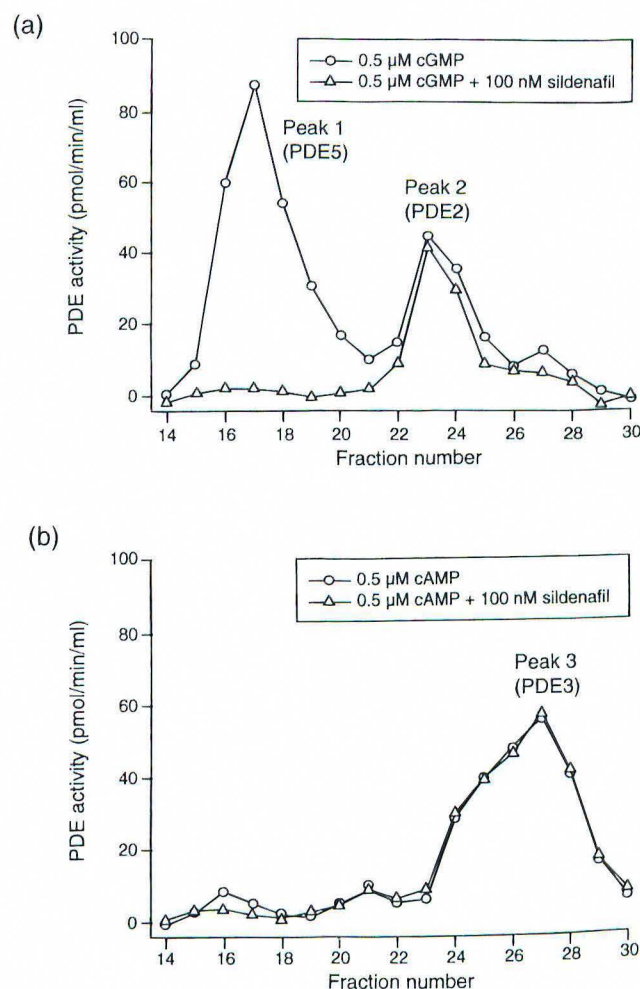 (a)
100
80
60
40
20
0
PDE activity (pmol/min/ml)
0.5 µM cGMP
0.5 µM cGMP + 100 nM sildenafil
Peak 1
(PDE5)
Peak 2
(PDE2)
14 16 18 20 22 24 26 28 30
Fraction number
(b)
100
80
60
40
20
0
PDE activity (pmol/min/ml)
0.5 µM cAMP
0.5 µM cAMP + 100 nM sildenafil
Peak 3
(PDE3)
14 16 18 20 22 24 26 28 30
Fraction number